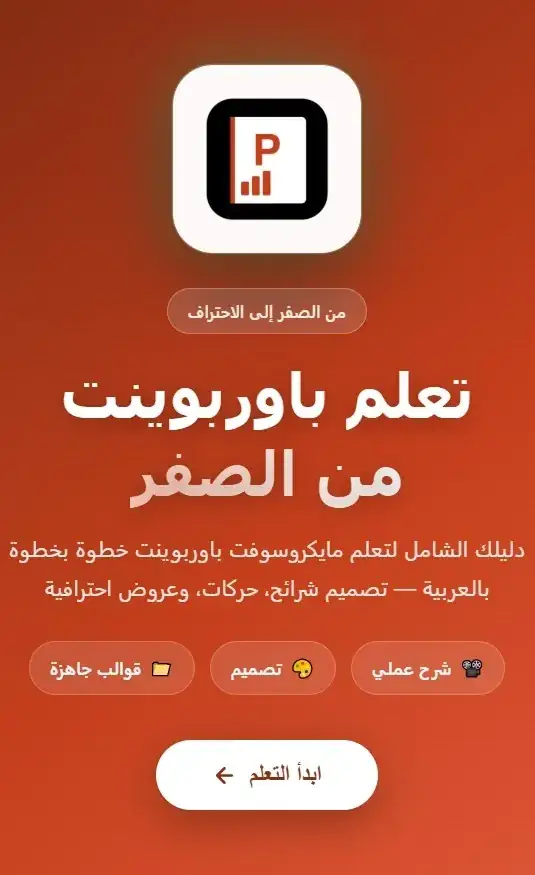 P
من الصفر إلى الاحتراف
تعلم باوربوينت
من الصفر
دليلك الشامل لتعلم مايكروسوفت باوربوينت خطوة بخطوة
بالعربية — تصميم شرائح، حركات، وعروض احترافية
شرح عملي
تصميم
قوالب جاهزة
ابدأ التعلم ←